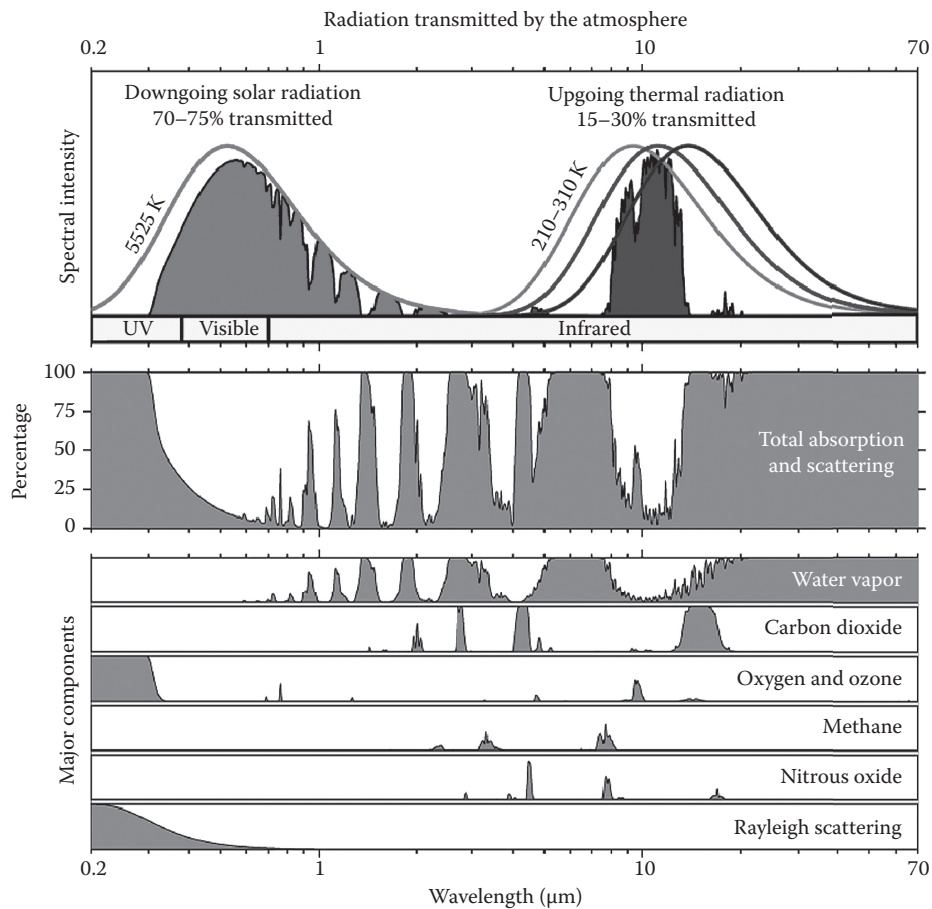 Radiation transmitted by the atmosphere
0.2 1 10 70
Downgoing solar radiation
70–75% transmitted
Upgoing thermal radiation
15–30% transmitted
Spectral intensity
5525 K
210–310 K
UV Visible Infrared
Percentage
100
75
50
25
0
Total absorption
and scattering
Major components
Water vapor
Carbon dioxide
Oxygen and ozone
Methane
Nitrous oxide
Rayleigh scattering
0.2 1 10 70
Wavelength (µm)